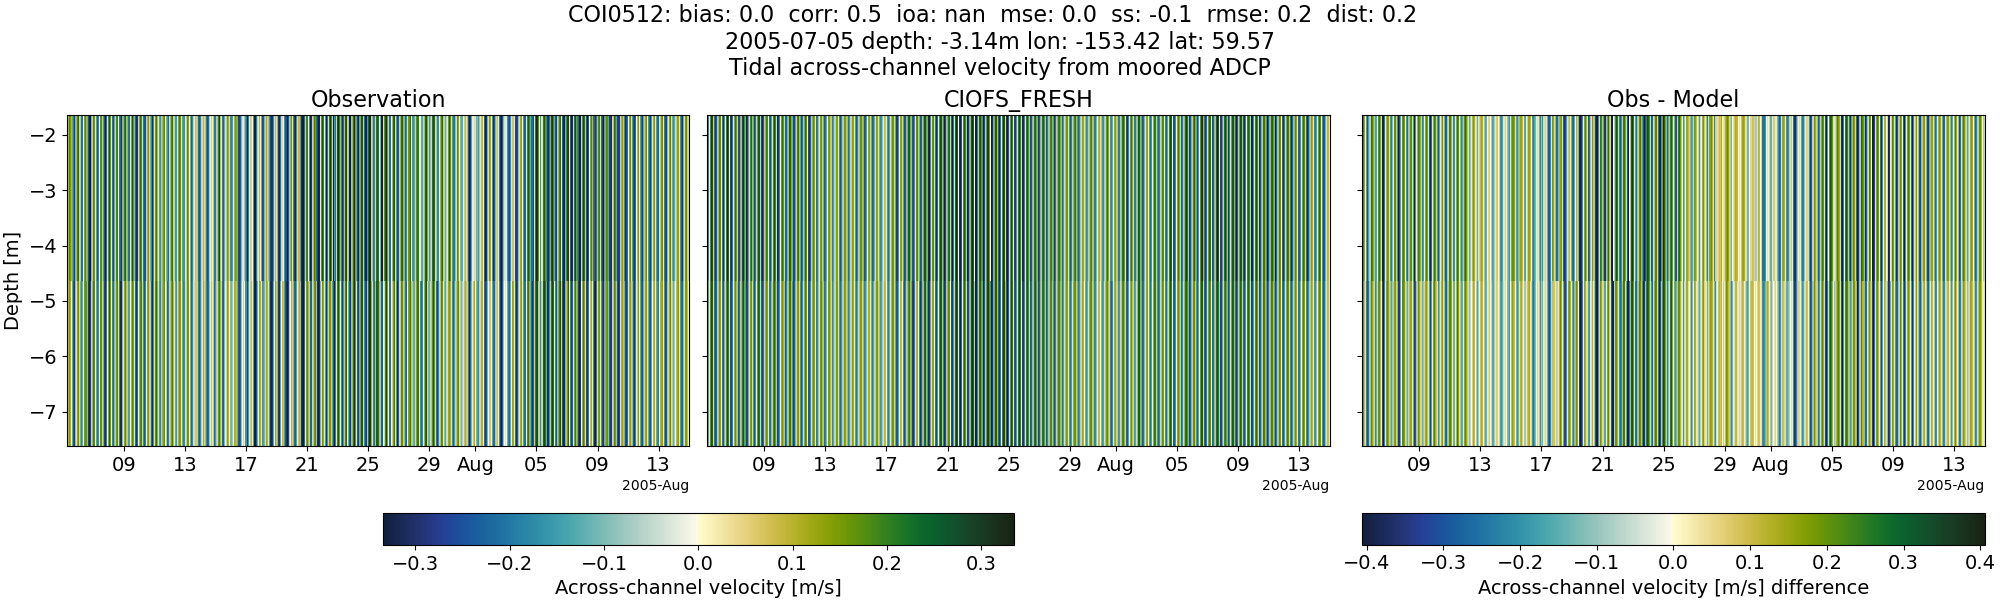 COI0512: bias: 0.0  corr: 0.5  ioa: nan  mse: 0.0  ss: -0.1  rmse: 0.2  dist: 0.2
2005-07-05 depth: -3.14m lon: -153.42 lat: 59.57
Tidal across-channel velocity from moored ADCP
Observation
CIOFS_FRESH
Obs - Model
Depth [m]
−2
−3
−4
−5
−6
−7
09 13 17 21 25 29 Aug 05 09 13
2005-Aug
09 13 17 21 25 29 Aug 05 09 13
2005-Aug
09 13 17 21 25 29 Aug 05 09 13
2005-Aug
−0.3 −0.2 −0.1 0.0 0.1 0.2 0.3
Across-channel velocity [m/s]
−0.4 −0.3 −0.2 −0.1 0.0 0.1 0.2 0.3 0.4
Across-channel velocity [m/s] difference